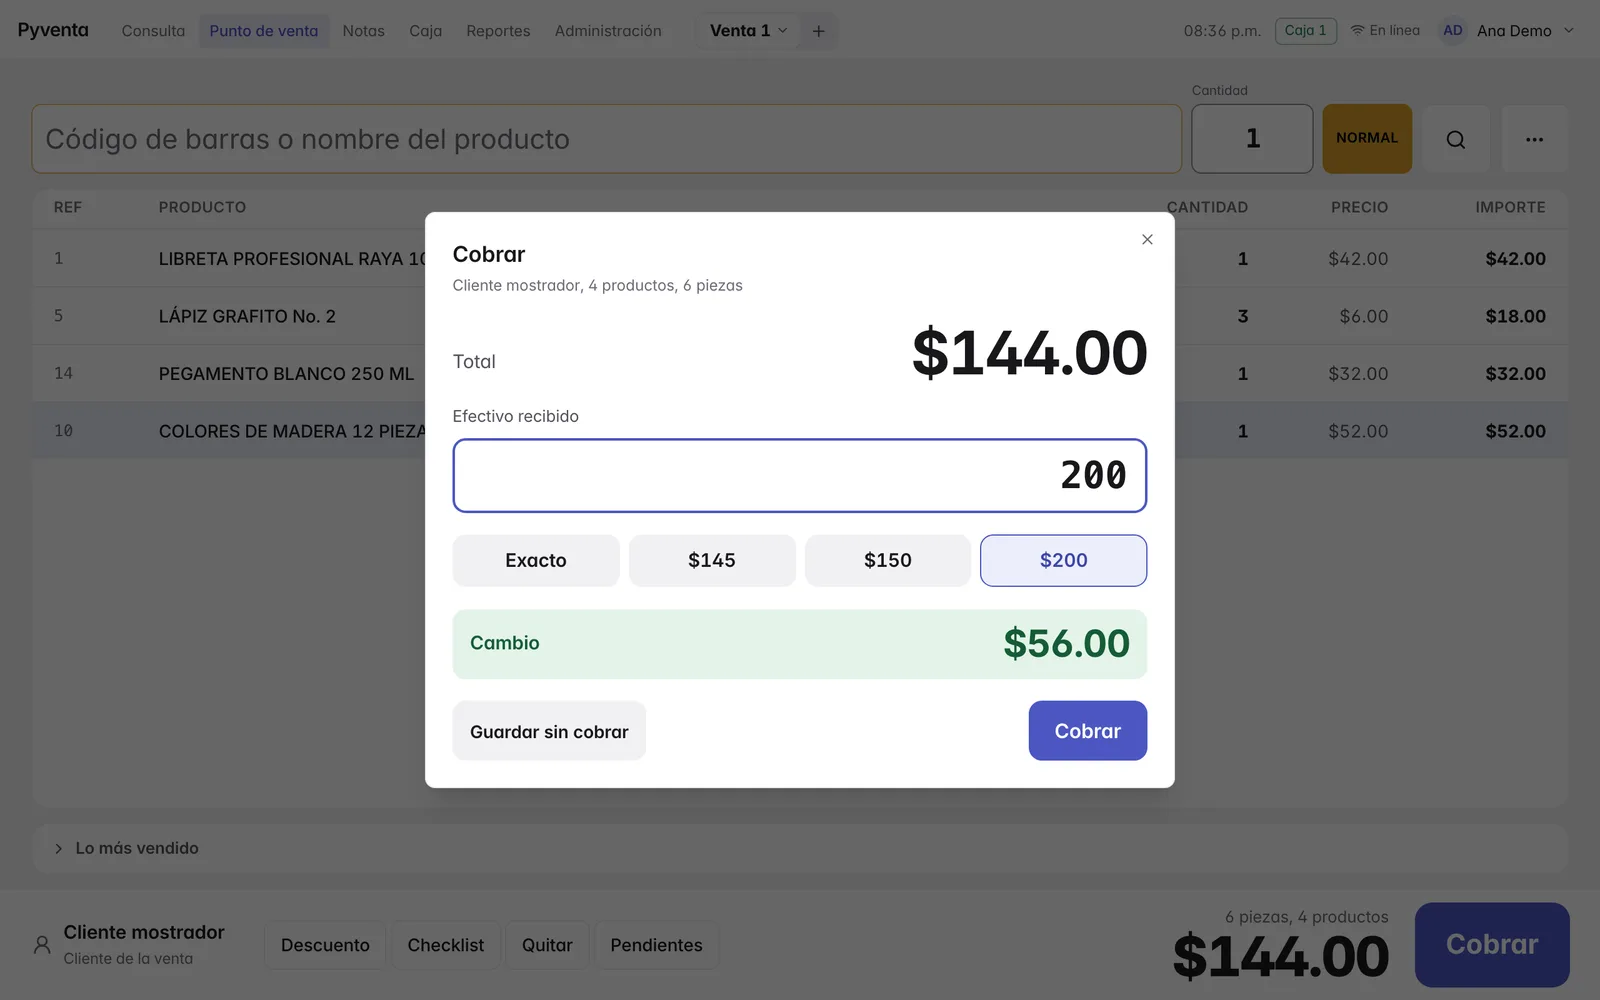 Pyventa
Consulta
Punto de venta
Notas
Caja
Reportes
Administración
Venta 1
+
08:36 p.m.
Caja 1
En línea
AD
Ana Demo
Código de barras o nombre del producto
Cantidad
1
NORMAL
REF PRODUCTO CANTIDAD PRECIO IMPORTE
1 LIBRETA PROFESIONAL RAYA 10 1 $42.00 $42.00
5 LÁPIZ GRAFITO No. 2 3 $6.00 $18.00
14 PEGAMENTO BLANCO 250 ML 1 $32.00 $32.00
10 COLORES DE MADERA 12 PIEZA 1 $52.00 $52.00
Cobrar
Cliente mostrador, 4 productos, 6 piezas
Total $144.00
Efectivo recibido
200
Exacto
$145
$150
$200
Cambio $56.00
Guardar sin cobrar
Cobrar
Lo más vendido
Cliente mostrador
Cliente de la venta
Descuento
Checklist
Quitar
Pendientes
6 piezas, 4 productos
$144.00
Cobrar